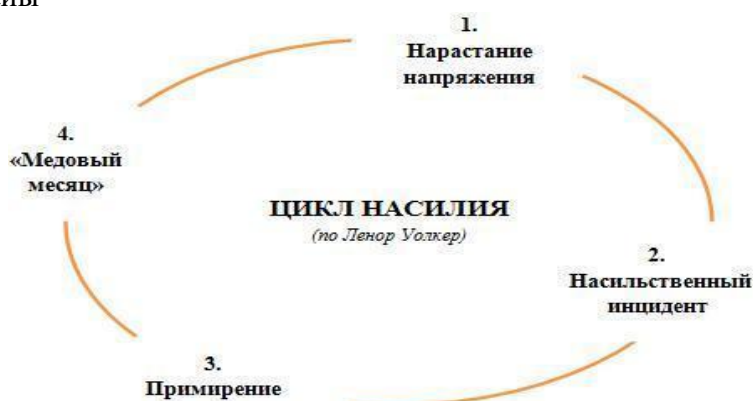 1.
Нарастание
напряжения
4.
«Медовый
месяц»
ЦИКЛ НАСИЛИЯ
(по Ленор Уолкер)
2.
Насильственный
инцидент
3.
Примирение